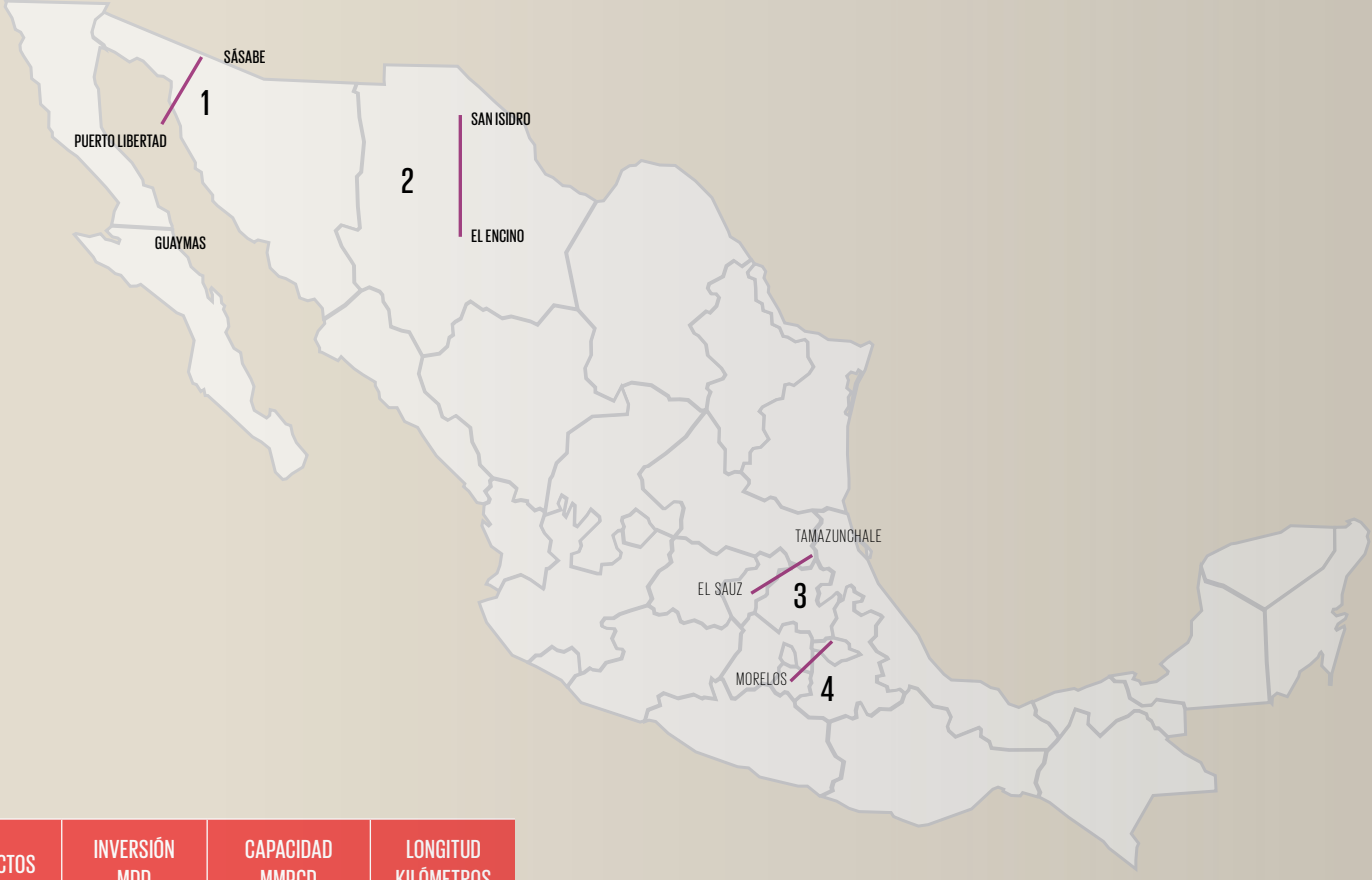 SÁSABE
1
PUERTO LIBERTAD
SAN ISIDRO
2
EL ENCINO
GUAYMAS
TAMAZUNCHALE
EL SAUZ
3
MORELOS
4
INVERSIÓN
CAPACIDAD
LONGITUD